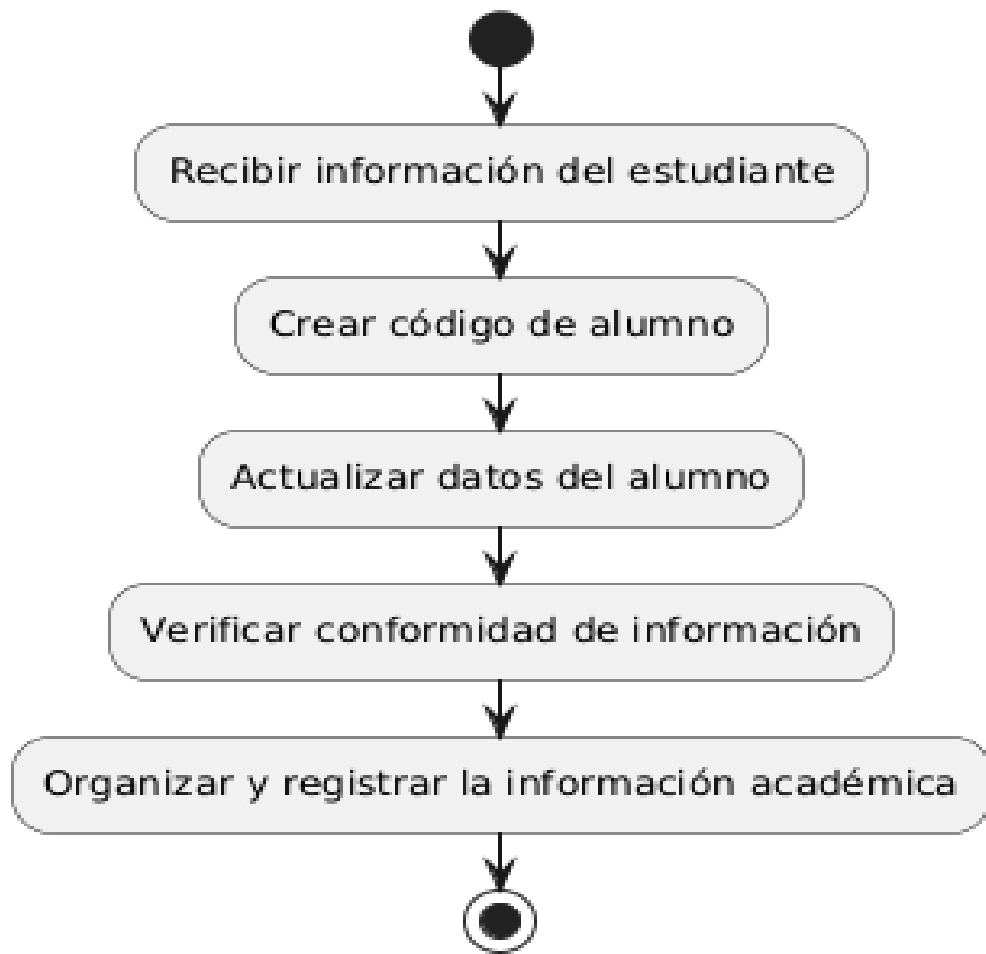 Recibir información del estudiante
Crear código de alumno
Actualizar datos del alumno
Verificar conformidad de información
Organizar y registrar la información académica